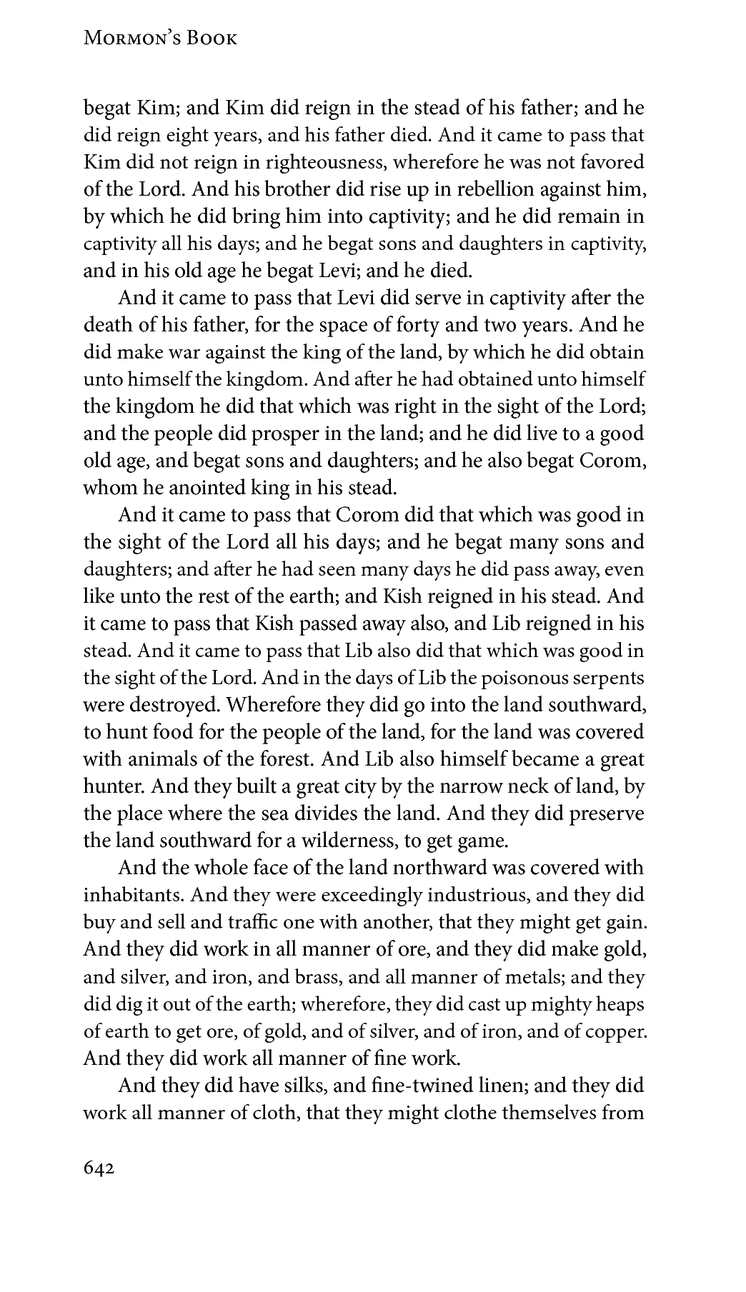 Mormon’s Book
begat Kim; and Kim did reign in the stead of his father; and he
did reign eight years, and his father died. And it came to pass that
Kim did not reign in righteousness, wherefore he was not favored
of the Lord. And his brother did rise up in rebellion against him,
by which he did bring him into captivity; and he did remain in
captivity all his days; and he begat sons and daughters in captivity,
and in his old age he begat Levi; and he died.
And it came to pass that Levi did serve in captivity after the
death of his father, for the space of forty and two years. And he
did make war against the king of the land, by which he did obtain
unto himself the kingdom. And after he had obtained unto himself
the kingdom he did that which was right in the sight of the Lord;
and the people did prosper in the land; and he did live to a good
old age, and begat sons and daughters; and he also begat Corom,
whom he anointed king in his stead.
And it came to pass that Corom did that which was good in
the sight of the Lord all his days; and he begat many sons and
daughters; and after he had seen many days he did pass away, even
like unto the rest of the earth; and Kish reigned in his stead. And
it came to pass that Kish passed away also, and Lib reigned in his
stead. And it came to pass that Lib also did that which was good in
the sight of the Lord. And in the days of Lib the poisonous serpents
were destroyed. Wherefore they did go into the land southward,
to hunt food for the people of the land, for the land was covered
with animals of the forest. And Lib also himself became a great
hunter. And they built a great city by the narrow neck of land, by
the place where the sea divides the land. And they did preserve
the land southward for a wilderness, to get game.
And the whole face of the land northward was covered with
inhabitants. And they were exceedingly industrious, and they did
buy and sell and traffic one with another, that they might get gain.
And they did work in all manner of ore, and they did make gold,
and silver, and iron, and brass, and all manner of metals; and they
did dig it out of the earth; wherefore, they did cast up mighty heaps
of earth to get ore, of gold, and of silver, and of iron, and of copper.
And they did work all manner of fine work.
And they did have silks, and fine-twined linen; and they did
work all manner of cloth, that they might clothe themselves from
642